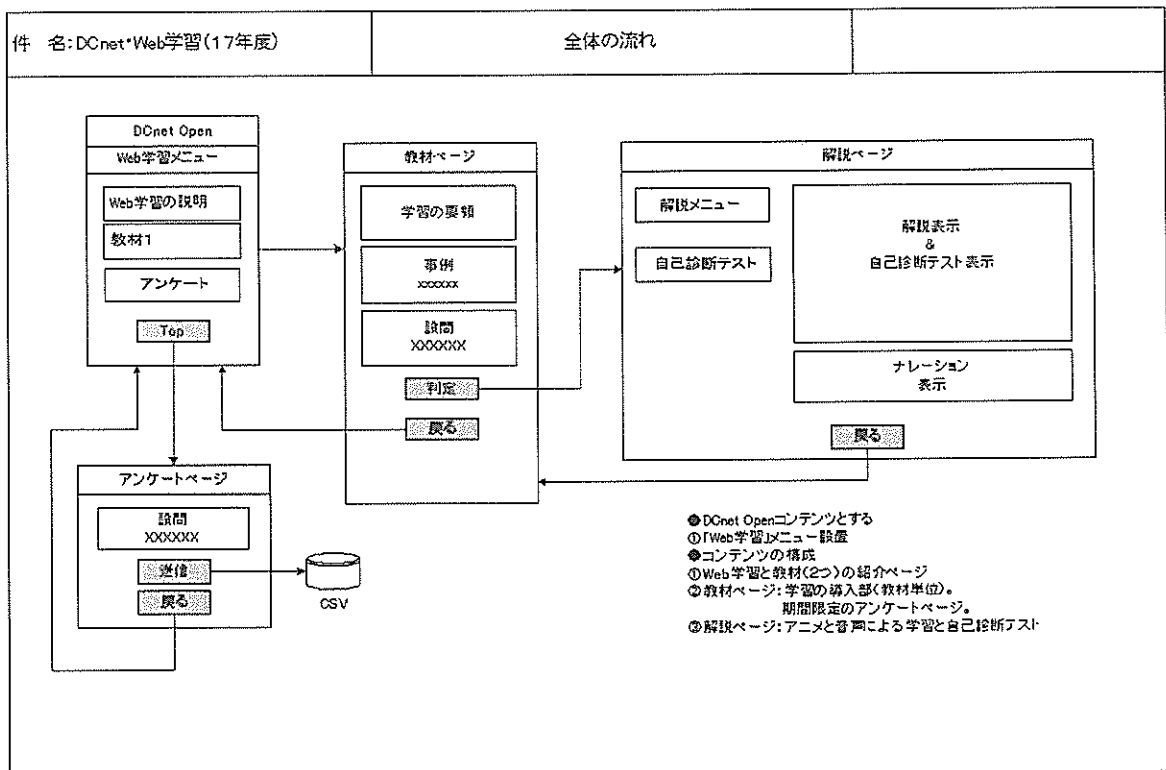 件 名:DCnet・Web学習(17年度)
全体の流れ
DCnet Open
Web学習メニュー
Web学習の説明
教材1
アンケート
Top
教材ページ
学習の要領
事例
xxxxxx
設問
XXXXXX
判定
戻る
解説ページ
解説メニュー
自己診断テスト
解説表示
&
自己診断テスト表示
ナレーション
表示
戻る
アンケートページ
設問
XXXXXX
送信
戻る
CSV
●DCnet Openコンテンツとする
①「Web学習」メニュー設置
●コンテンツの構成
①Web学習と教材(2つ)の紹介ページ
②教材ページ:学習の導入部(教材単位)。
期間限定のアンケートページ。
③解説ページ:アニメと音声による学習と自己診断テスト